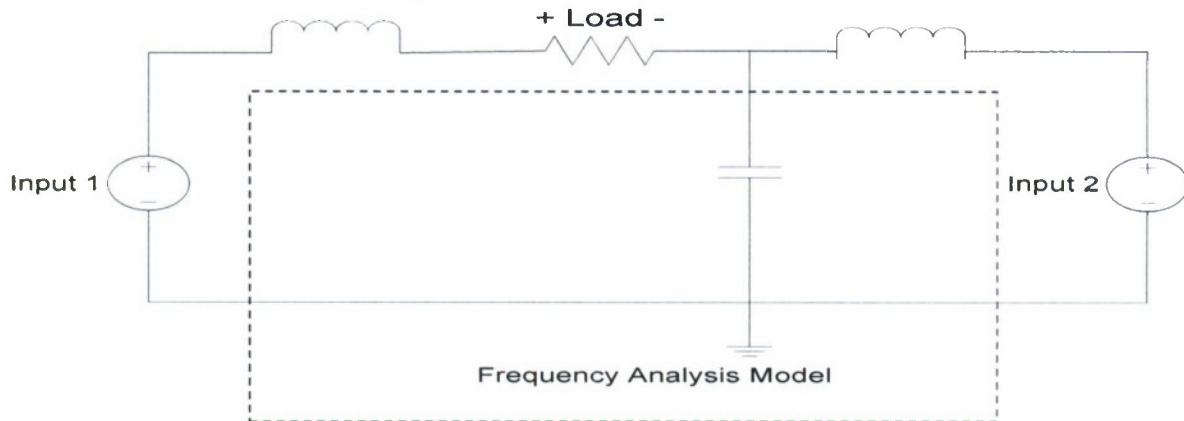 + Load -
Input 1
+
−
Input 2
+
−
Frequency Analysis Model